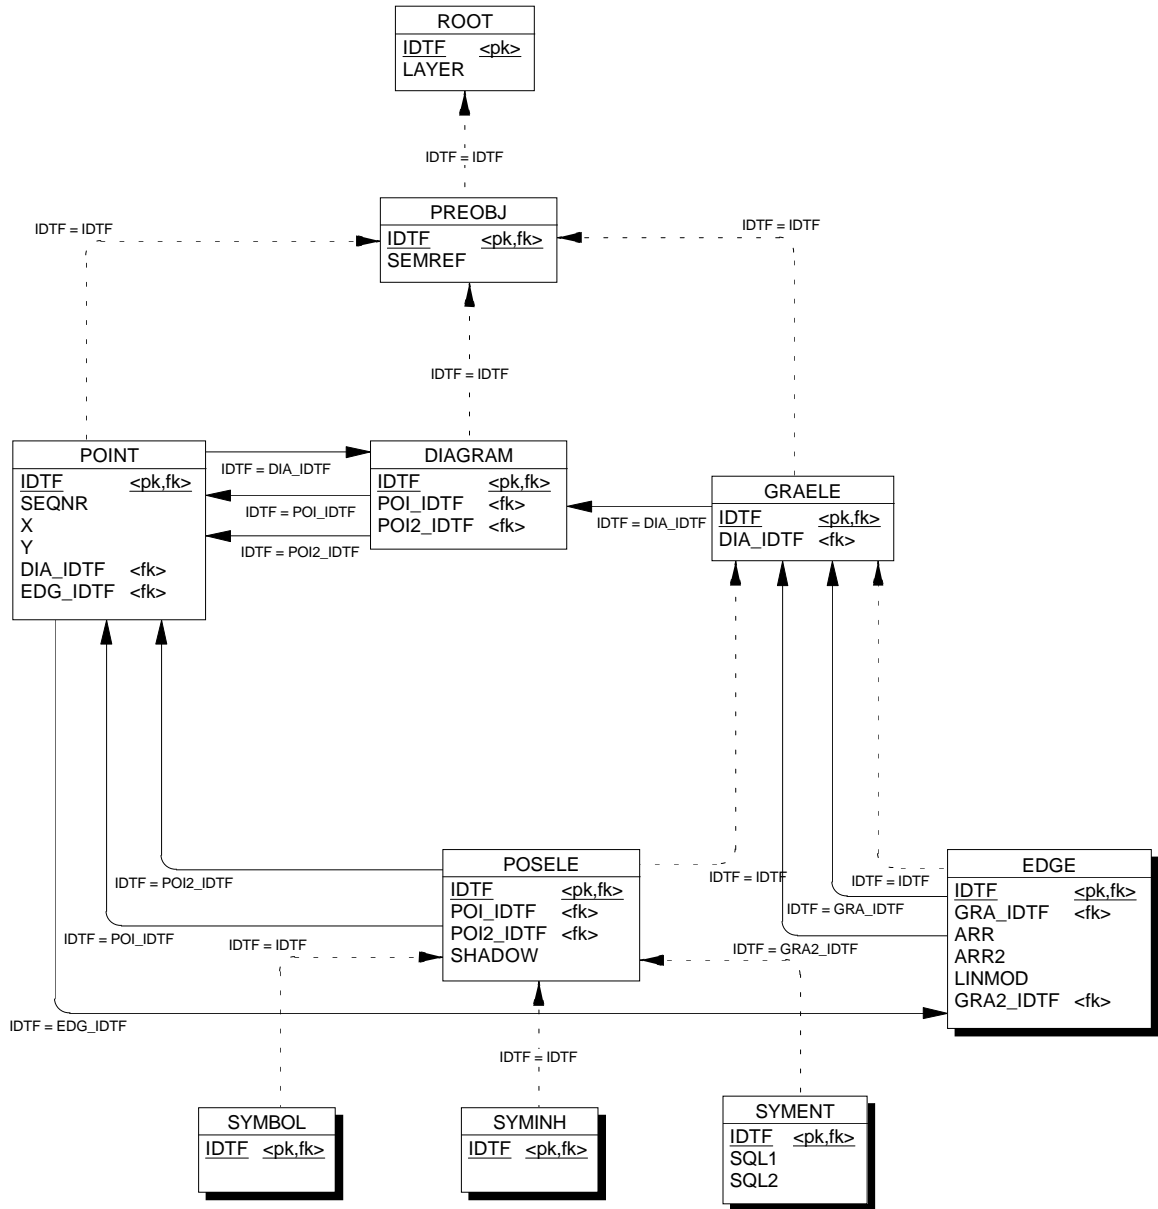 ROOT
IDTF <pk>
LAYER
IDTF = IDTF
PREOBJ
IDTF <pk,fk>
SEMREF
IDTF = IDTF
IDTF = IDTF
IDTF = IDTF
POINT
IDTF <pk,fk>
SEQNR
X
Y
DIA_IDTF <fk>
EDG_IDTF <fk>
IDTF = DIA_IDTF
IDTF = POI_IDTF
IDTF = POI2_IDTF
DIAGRAM
IDTF <pk,fk>
POI_IDTF <fk>
POI2_IDTF <fk>
IDTF = DIA_IDTF
GRAELE
IDTF <pk,fk>
DIA_IDTF <fk>
IDTF = POI2_IDTF
IDTF = POI_IDTF
IDTF = IDTF
POSELE
IDTF <pk,fk>
POI_IDTF <fk>
POI2_IDTF <fk>
SHADOW
IDTF = IDTF
IDTF = IDTF
IDTF = GRA_IDTF
IDTF = GRA2_IDTF
EDGE
IDTF <pk,fk>
GRA_IDTF <fk>
ARR
ARR2
LINMOD
GRA2_IDTF <fk>
IDTF = EDG_IDTF
IDTF = IDTF
SYMBOL
IDTF <pk,fk>
SYMINH
IDTF <pk,fk>
SYMENT
IDTF <pk,fk>
SQL1
SQL2